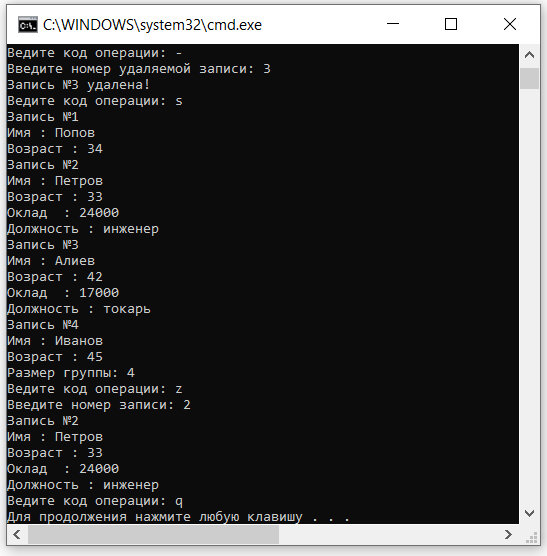 C:\WINDOWS\system32\cmd.exe
Ведите код операции: -
Введите номер удаляемой записи: 3
Запись №3 удалена!
Ведите код операции: s
Запись №1
Имя : Попов
Возраст : 34
Запись №2
Имя : Петров
Возраст : 33
Оклад  : 24000
Должность : инженер
Запись №3
Имя : Алиев
Возраст : 42
Оклад  : 17000
Должность : токарь
Запись №4
Имя : Иванов
Возраст : 45
Размер группы: 4
Ведите код операции: z
Введите номер записи: 2
Запись №2
Имя : Петров
Возраст : 33
Оклад  : 24000
Должность : инженер
Ведите код операции: q
Для продолжения нажмите любую клавишу . . .